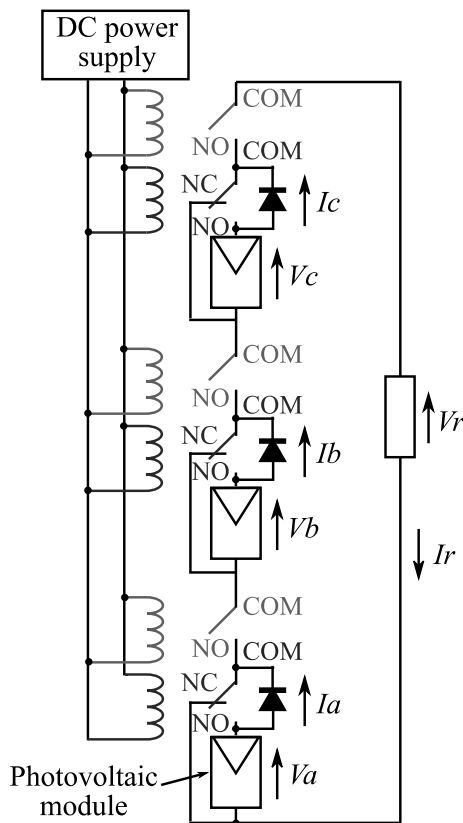 DC power
supply
COM
NO
COM
NC
Ic
NO
Vc
COM
NO
COM
Vr
NC
Ib
NO
Vb
Ir
COM
NO
COM
NC
Ia
NO
Photovoltaic
module
Va